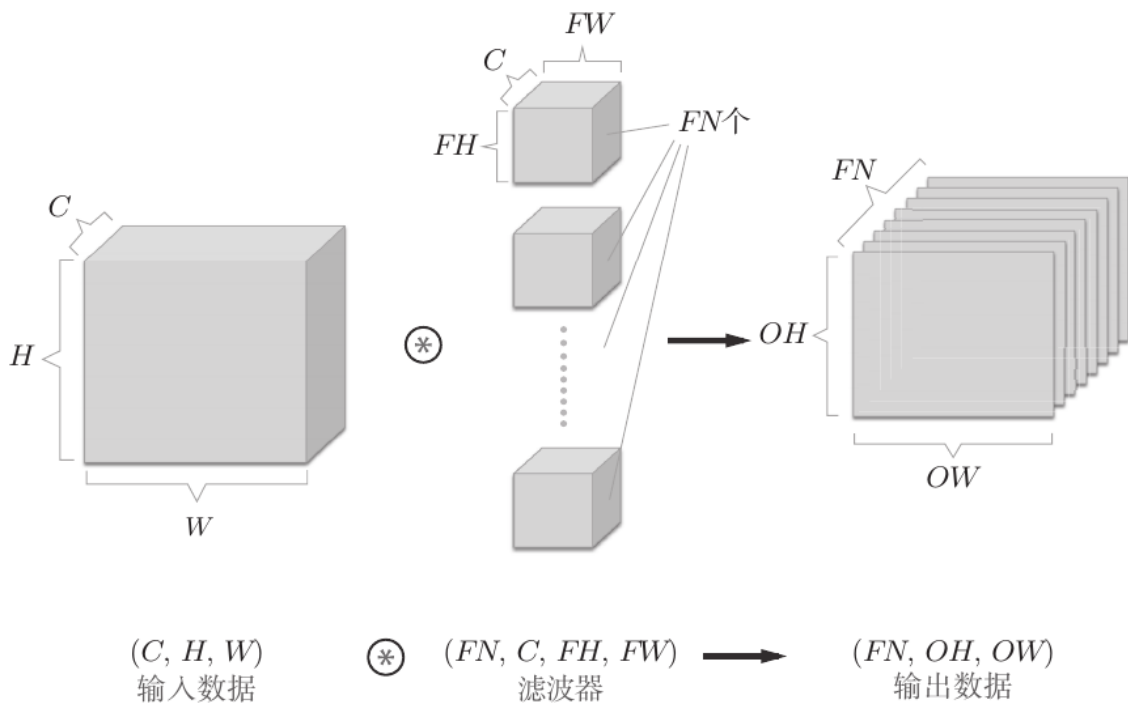 FW
C
FN个
FH
FN
C
H
⊛
OH
OW
W
(C, H, W) ⊛ (FN, C, FH, FW) (FN, OH, OW)
输入数据 滤波器 输出数据